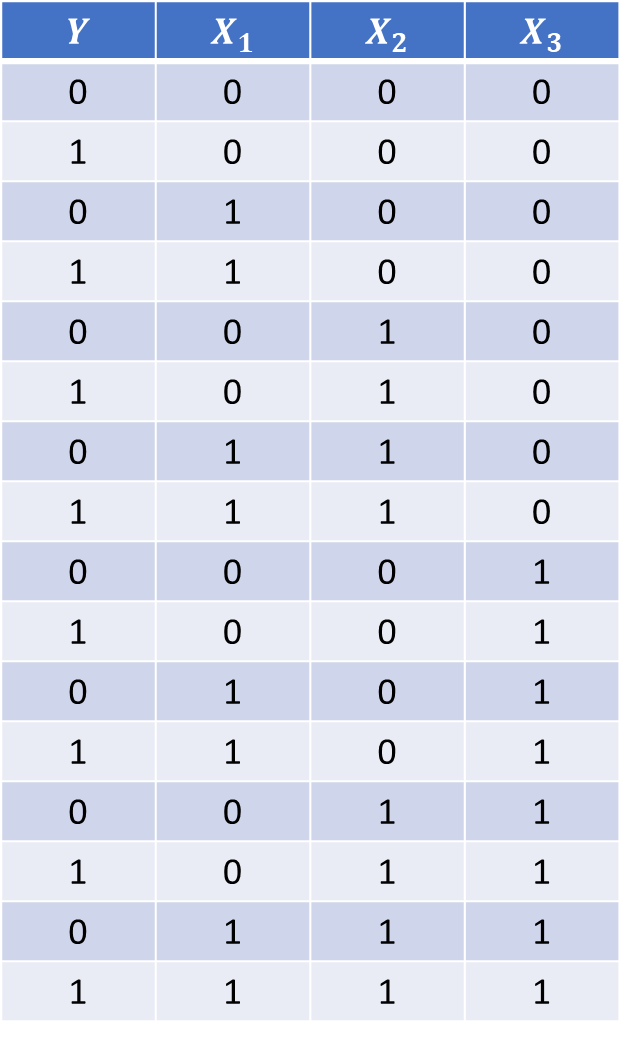 Y X₁ X₂ X₃
0 0 0 0
1 0 0 0
0 1 0 0
1 1 0 0
0 0 1 0
1 0 1 0
0 1 1 0
1 1 1 0
0 0 0 1
1 0 0 1
0 1 0 1
1 1 0 1
0 0 1 1
1 0 1 1
0 1 1 1
1 1 1 1